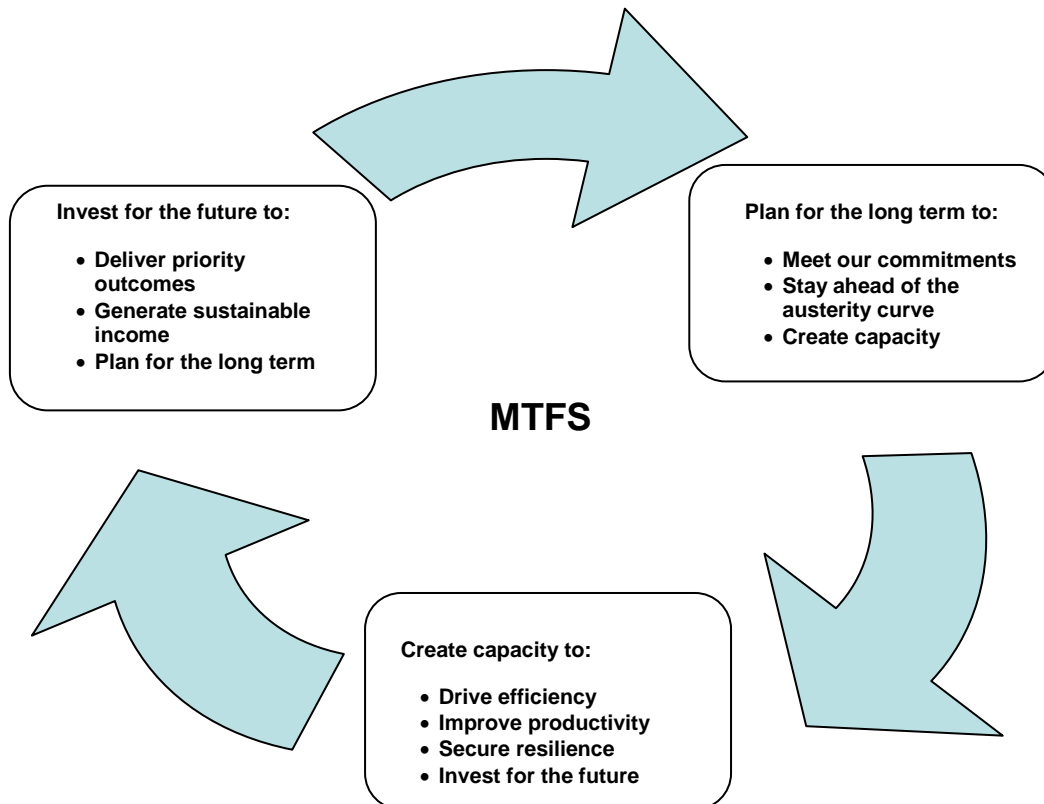 Invest for the future to:
• Deliver priority
outcomes
• Generate sustainable
income
• Plan for the long term
Plan for the long term to:
• Meet our commitments
• Stay ahead of the
austerity curve
• Create capacity
MTFS
Create capacity to:
• Drive efficiency
• Improve productivity
• Secure resilience
• Invest for the future